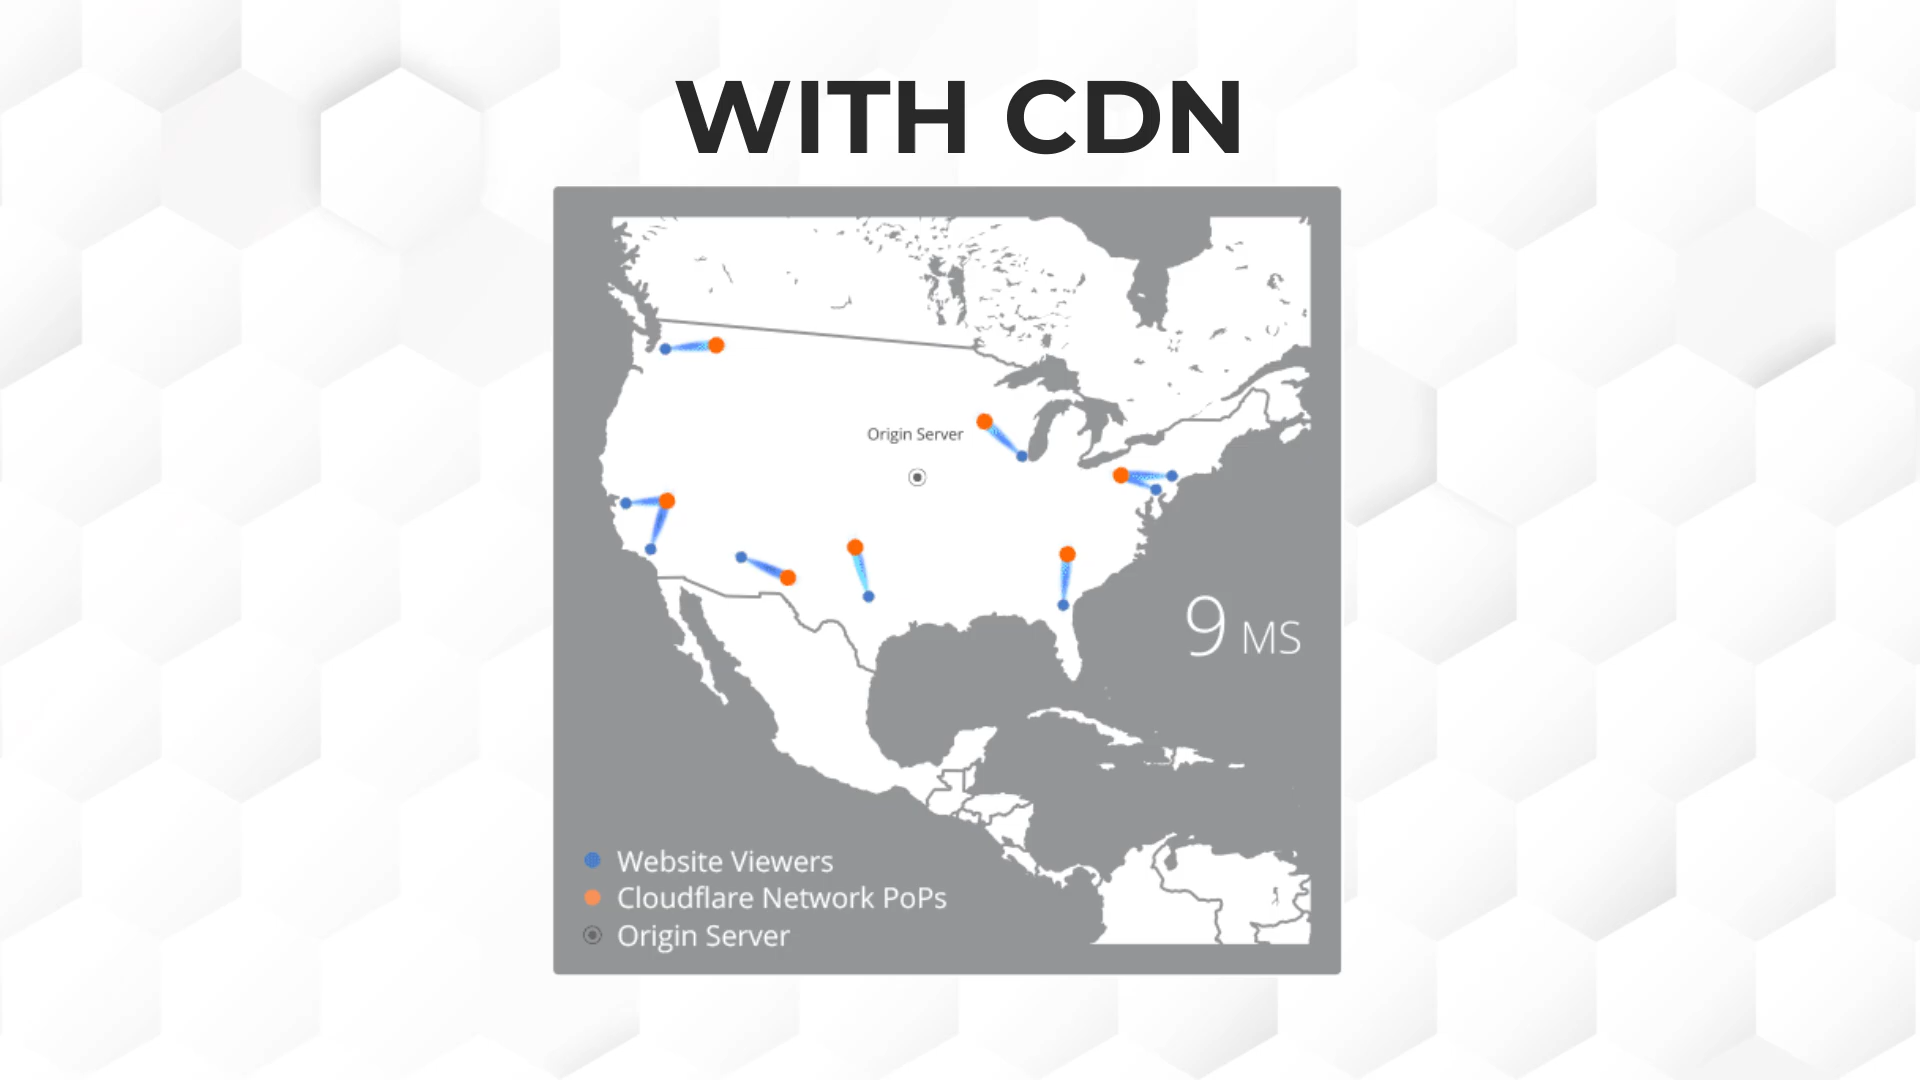 WITH CDN
Origin Server
9 MS
Website Viewers
Cloudflare Network PoPs
Origin Server